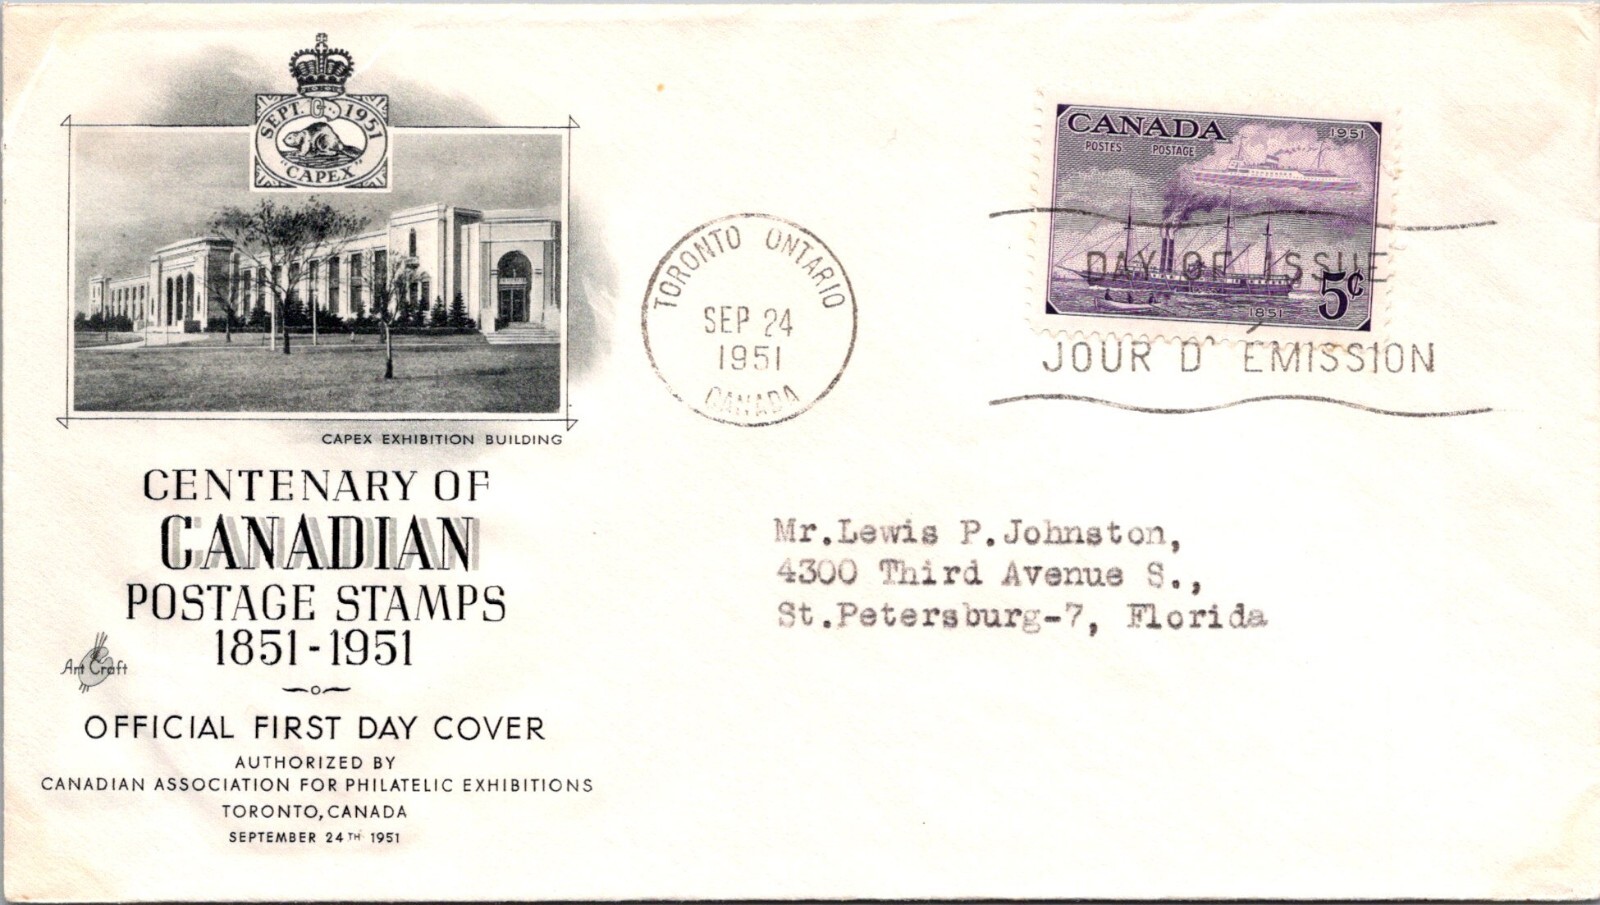 SEPT. 1951
"CAPEX"
CAPEX EXHIBITION BUILDING
CENTENARY OF
CANADIAN
POSTAGE STAMPS
1851-1951
Art Craft
OFFICIAL FIRST DAY COVER
AUTHORIZED BY
CANADIAN ASSOCIATION FOR PHILATELIC EXHIBITIONS
TORONTO, CANADA
SEPTEMBER 24TH 1951
TORONTO ONTARIO
SEP 24
1951
CANADA
CANADA
1951
POSTES POSTAGE
1851
5¢
DAY OF ISSUE
JOUR D' ÉMISSION
Mr.Lewis P.Johnston,
4300 Third Avenue S.,
St.Petersburg-7, Florida